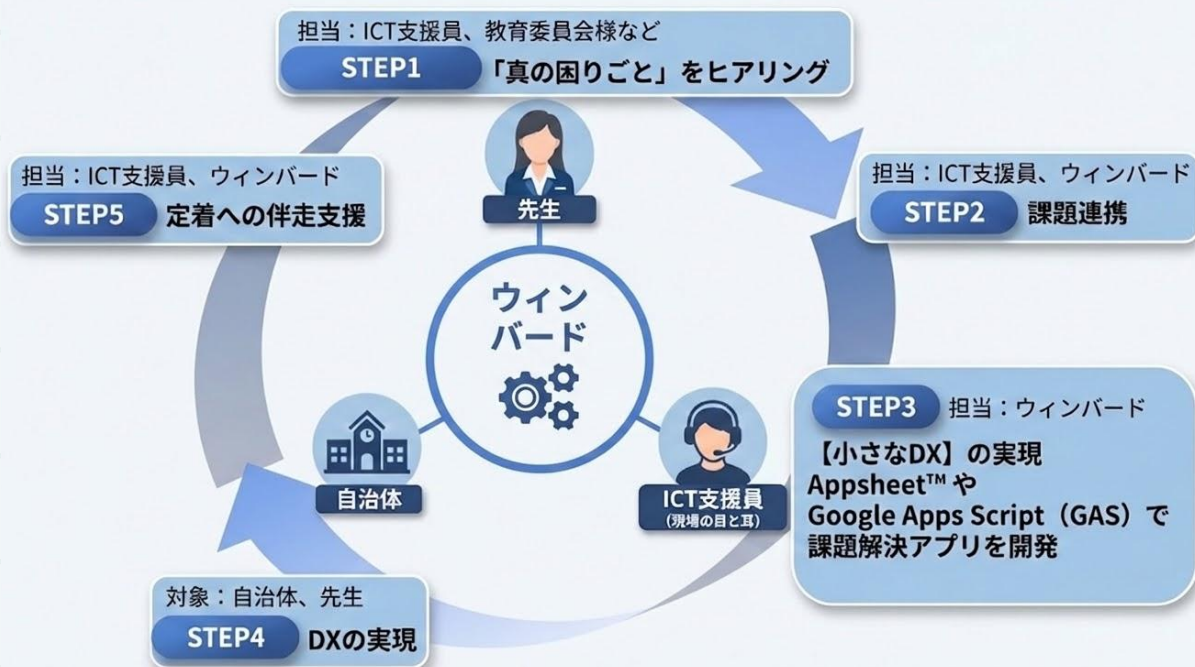 担当：ICT支援員、教育委員会様など
STEP1 「真の困りごと」をヒアリング
担当：ICT支援員、ウィンバード
STEP2 課題連携
STEP3 担当：ウィンバード
【小さなDX】の実現
Appsheet™ や
Google Apps Script（GAS）で
課題解決アプリを開発
対象：自治体、先生
STEP4 DXの実現
担当：ICT支援員、ウィンバード
STEP5 定着への伴走支援
先生
ウィン
バード
自治体
ICT支援員
（現場の目と耳）